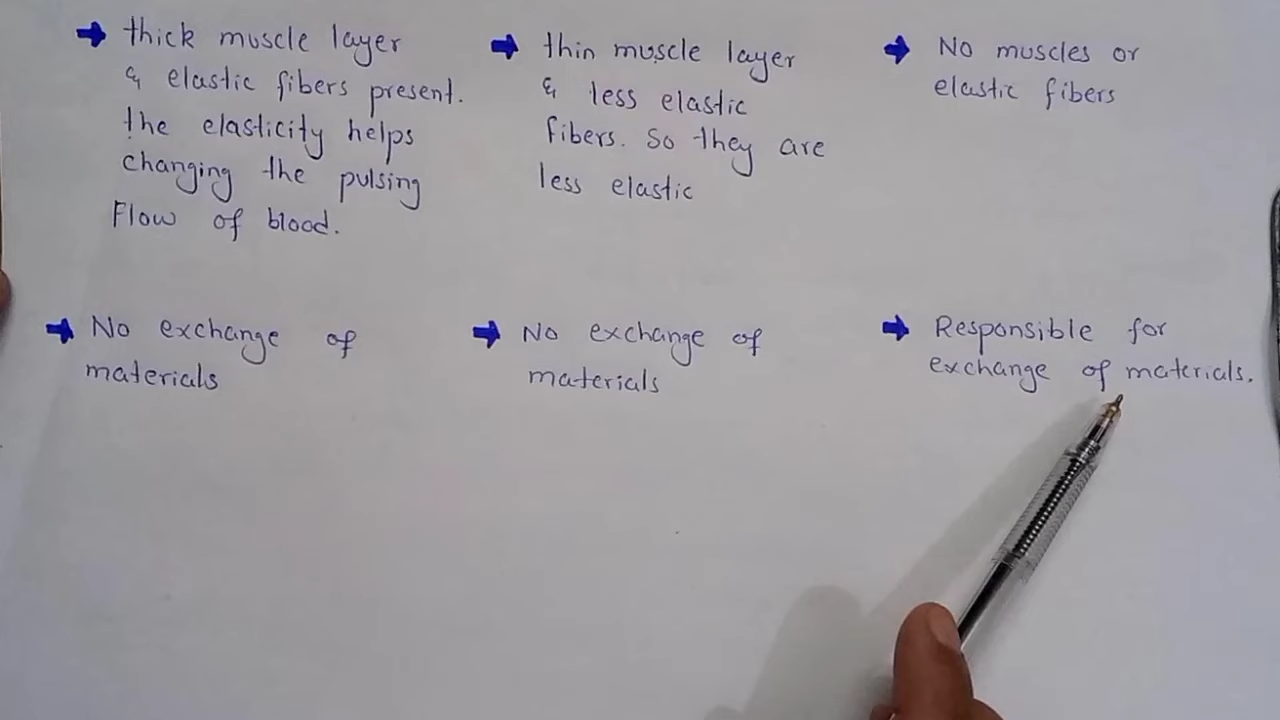 thick muscle layer
& elastic fibers present.
the elasticity helps
changing the pulsing
Flow of blood.
thin muscle layer
& less elastic
fibers. So they are
less elastic
No muscles or
elastic fibers
No exchange of
materials
No exchange of
materials
Responsible for
exchange of materials.